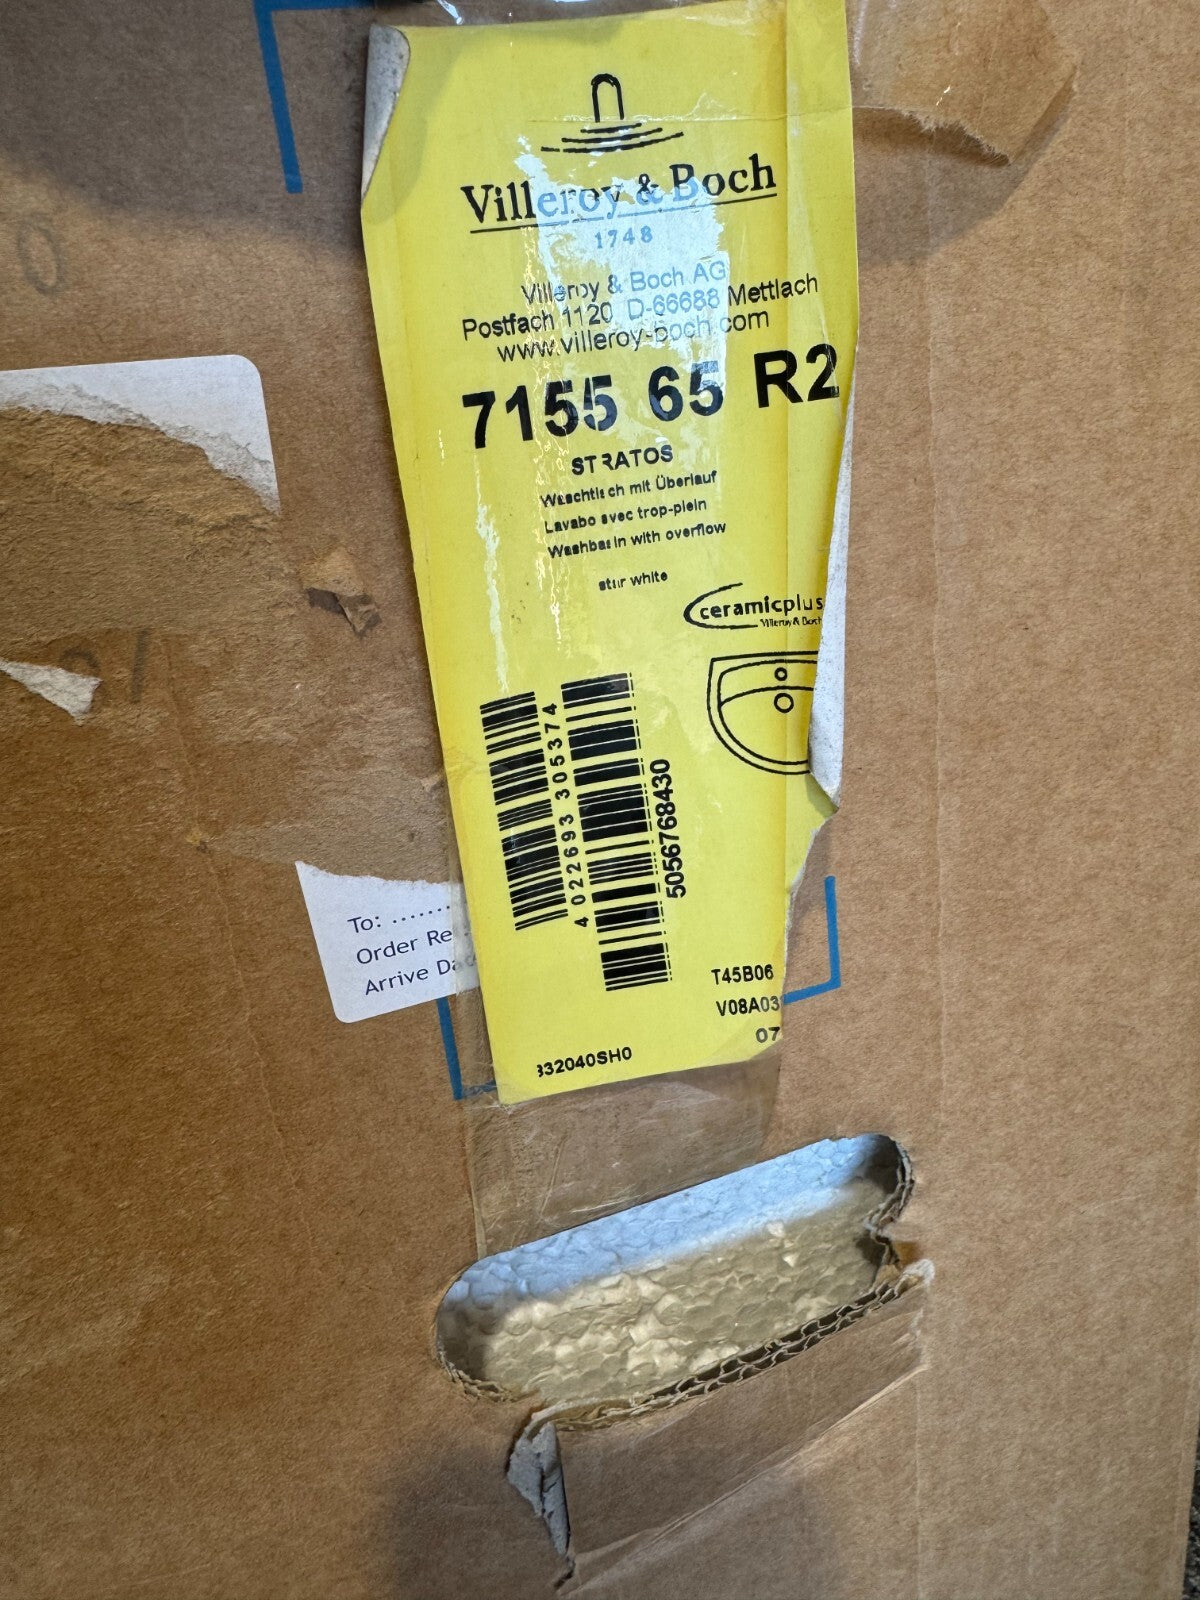 Villeroy & Boch
1748
Villeroy & Boch AG
Postfach 1120 D-66688 Mettlach
www.villeroy-boch.com
7155 65 R2
STRATOS
Waschtisch mit Überlauf
Lavabo avec trop-plein
Washbasin with overflow
star white
ceramicplus
Villeroy & Boch
4 022693 305374
5056768430
To: .......
Order Re
Arrive Da
T45B06
V08A03
07
332040SH0